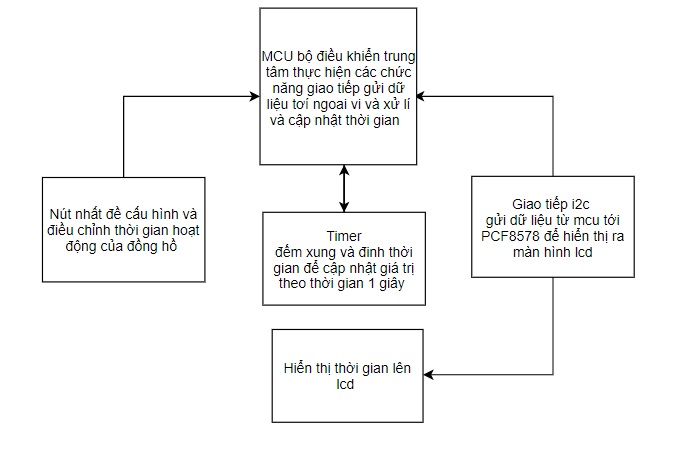 MCU bộ điều khiển trung
tâm thực hiện các chức
năng giao tiếp gửi dữ
liệu tơí ngoai vi và xử lí
và cập nhật thời gian
Nút nhất đề cấu hình và
điều chỉnh thời gian hoạt
động của đồng hồ
Timer
đếm xung và đinh thời
gian để cập nhật giá trị
theo thời gian 1 giây
Giao tiếp i2c
gửi dữ liệu từ mcu tới
PCF8578 để hiển thị ra
màn hình lcd
Hiển thị thời gian lên
lcd